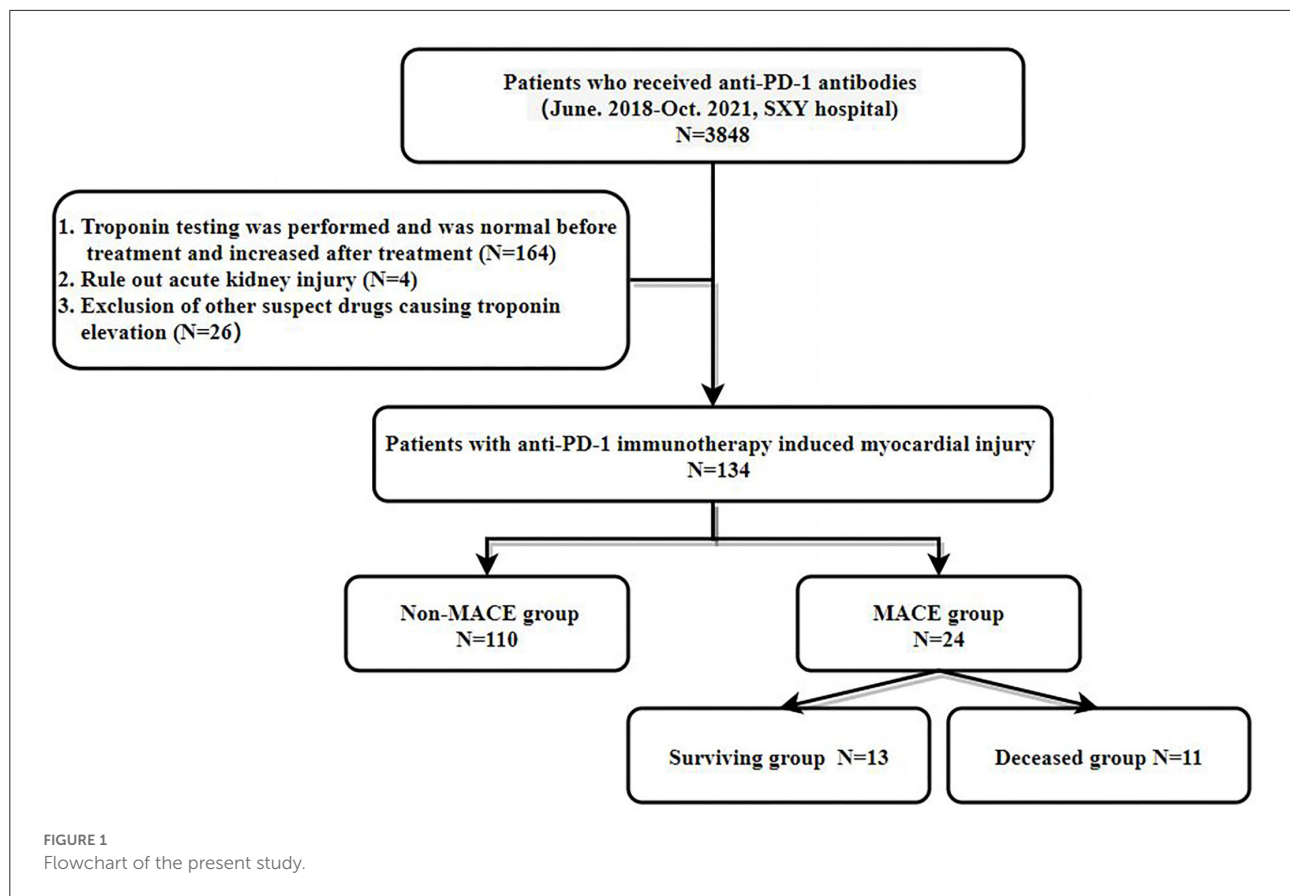 Patients who received anti-PD-1 antibodies
(June. 2018-Oct. 2021, SXY hospital)
N=3848
1. Troponin testing was performed and was normal before
treatment and increased after treatment (N=164)
2. Rule out acute kidney injury (N=4)
3. Exclusion of other suspect drugs causing troponin
elevation (N=26)
Patients with anti-PD-1 immunotherapy induced myocardial injury
N=134
Non-MACE group
N=110
MACE group
N=24
Surviving group N=13
Deceased group N=11
FIGURE 1
Flowchart of the present study.